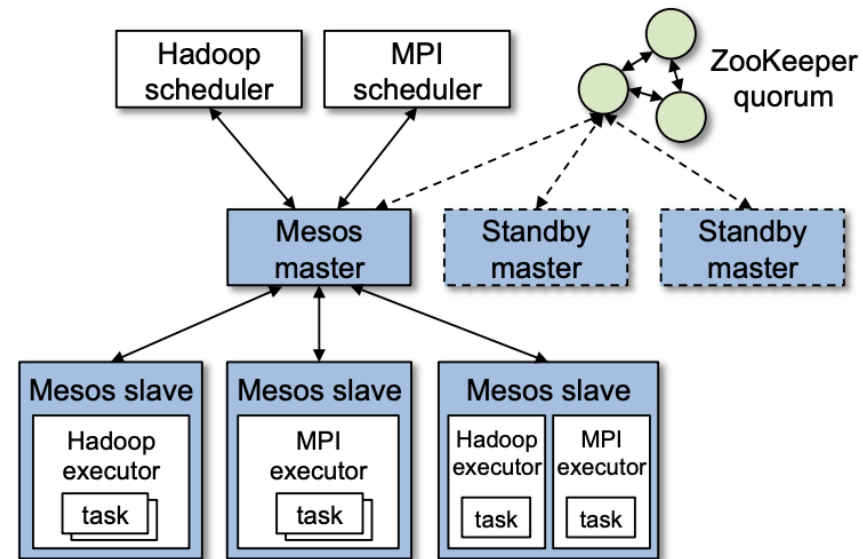 Hadoop
scheduler
MPI
scheduler
ZooKeeper
quorum
Mesos
master
Standby
master
Standby
master
Mesos slave
Hadoop
executor
task
Mesos slave
MPI
executor
task
Mesos slave
Hadoop
executor
task
MPI
executor
task